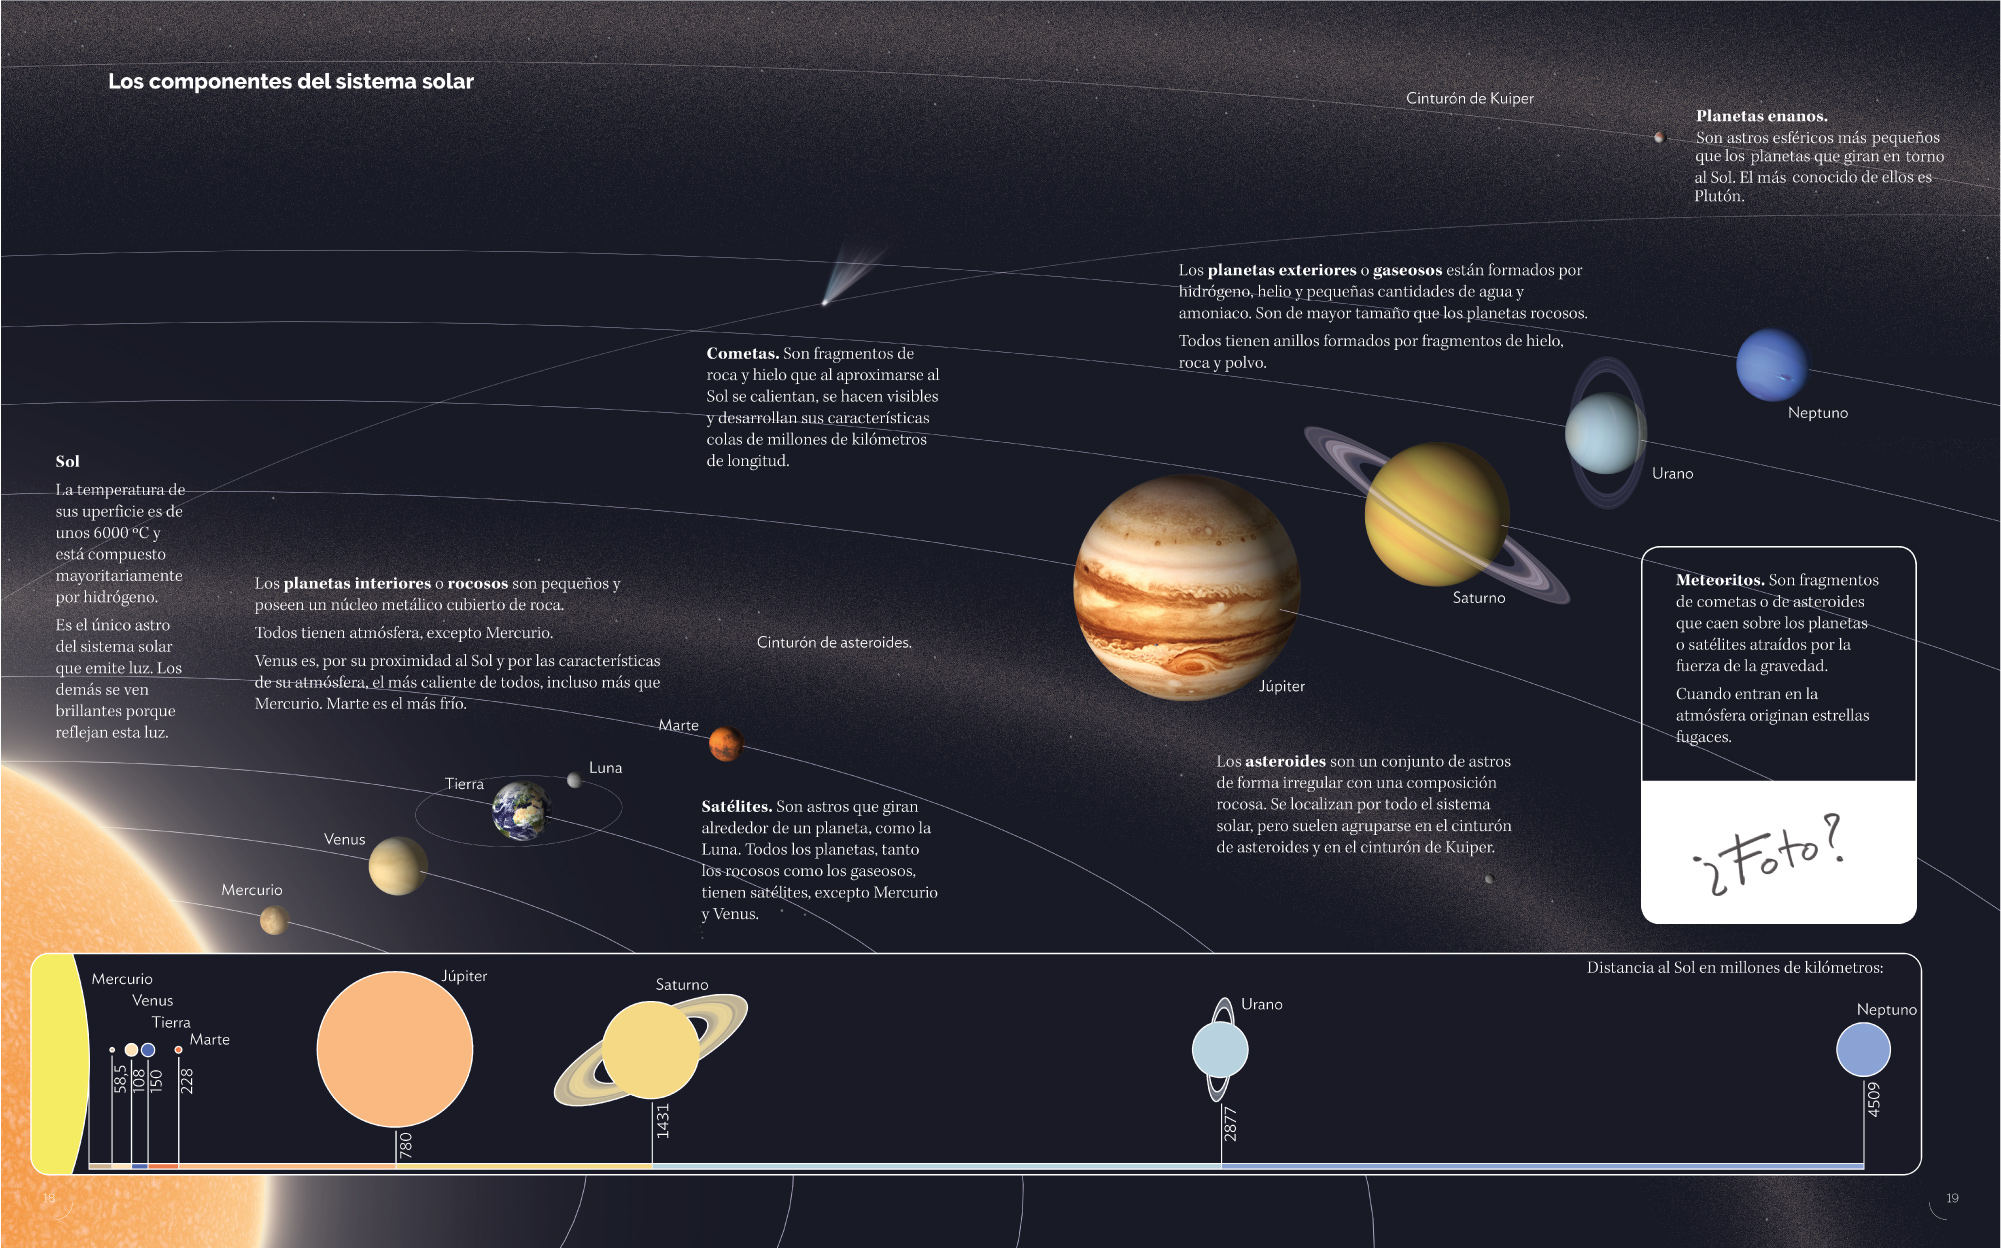 Los componentes del sistema solar
Cinturón de Kuiper
Planetas enanos.
Son astros esféricos más pequeños
que los planetas que giran en torno
al Sol. El más conocido de ellos es
Plutón.
Los planetas exteriores o gaseosos están formados por
hidrógeno, helio y pequeñas cantidades de agua y
amoniaco. Son de mayor tamaño que los planetas rocosos.
Todos tienen anillos formados por fragmentos de hielo,
roca y polvo.
Neptuno
Urano
Saturno
Júpiter
Cometas. Son fragmentos de
roca y hielo que al aproximarse al
Sol se calientan, se hacen visibles
y desarrollan sus características
colas de millones de kilómetros
de longitud.
Sol
La temperatura de
sus uperficie es de
unos 6000 ºC y
está compuesto
mayoritariamente
por hidrógeno.
Es el único astro
del sistema solar
que emite luz. Los
demás se ven
brillantes porque
reflejan esta luz.
Los planetas interiores o rocosos son pequeños y
poseen un núcleo metálico cubierto de roca.
Todos tienen atmósfera, excepto Mercurio.
Venus es, por su proximidad al Sol y por las características
de su atmósfera, el más caliente de todos, incluso más que
Mercurio. Marte es el más frío.
Cinturón de asteroides.
Meteoritos. Son fragmentos
de cometas o de asteroides
que caen sobre los planetas
o satélites atraídos por la
fuerza de la gravedad.
Cuando entran en la
atmósfera originan estrellas
fugaces.
¿Foto?
Marte
Luna
Tierra
Venus
Mercurio
Satélites. Son astros que giran
alrededor de un planeta, como la
Luna. Todos los planetas, tanto
los rocosos como los gaseosos,
tienen satélites, excepto Mercurio
y Venus.
Los asteroides son un conjunto de astros
de forma irregular con una composición
rocosa. Se localizan por todo el sistema
solar, pero suelen agruparse en el cinturón
de asteroides y en el cinturón de Kuiper.
Distancia al Sol en millones de kilómetros:
Mercurio
Venus
Tierra
Marte
Júpiter
Saturno
Urano
Neptuno
58,5
108
150
228
780
1431
2877
4509
18
19